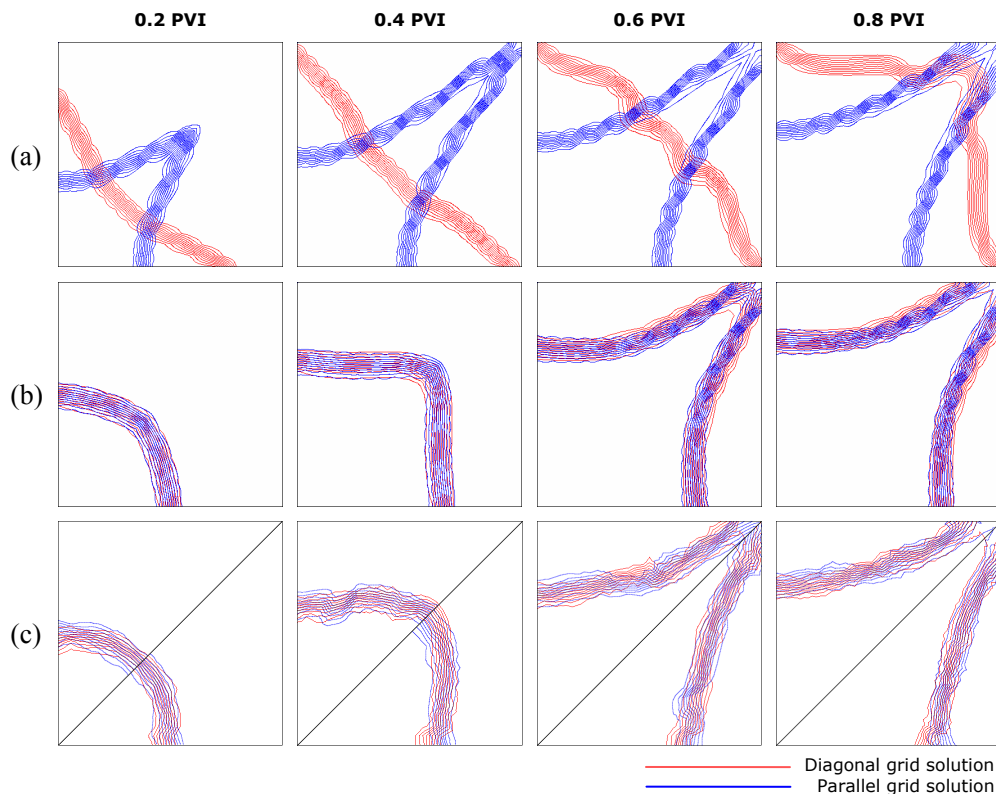 0.2 PVI 0.4 PVI 0.6 PVI 0.8 PVI
(a)
(b)
(c)
Diagonal grid solution
Parallel grid solution